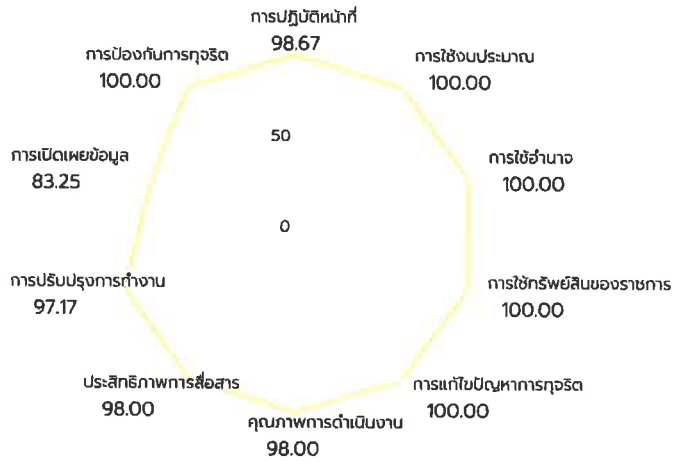 การปฏิบัติหน้าที่
98.67
การป้องกันการทุจริต
100.00
การใช้งบประมาณ
100.00
50
การเปิดเผยข้อมูล
83.25
การใช้อำนาจ
100.00
0
การปรับปรุงการทำงาน
97.17
การใช้ทรัพย์สินของราชการ
100.00
ประสิทธิภาพการสื่อสาร
98.00
การแก้ไขปัญหาการทุจริต
100.00
คุณภาพการดำเนินงาน
98.00